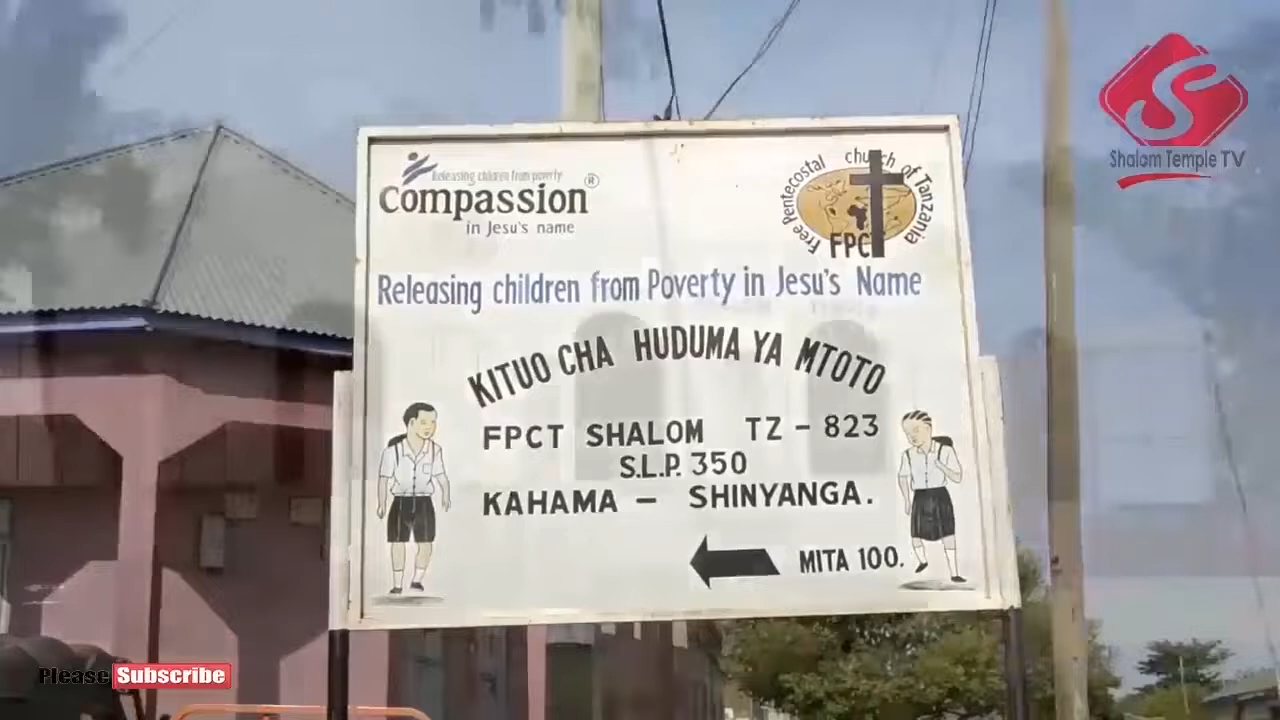 Releasing children from poverty
Compassion®
in Jesu's name
Free Pentecostal church of Tanzania
FPCT
Releasing children from Poverty in Jesu's Name
KITUO CHA HUDUMA YA MTOTO
FPCT SHALOM TZ - 823
S.L.P. 350
KAHAMA - SHINYANGA.
MITA 100.
S
Shalom Temple TV
Please Subscribe